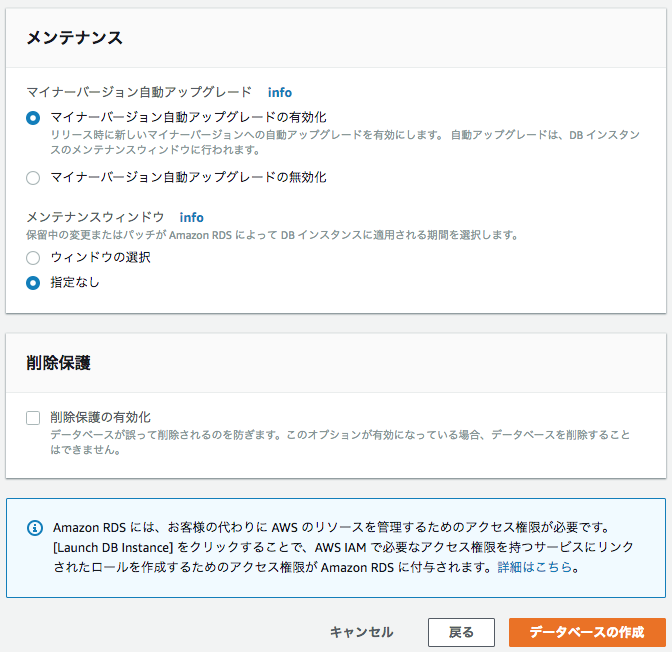 メンテナンス
マイナーバージョン自動アップグレード info
マイナーバージョン自動アップグレードの有効化
リリース時に新しいマイナーバージョンへの自動アップグレードを有効にします。 自動アップグレードは、DB インスタン
スのメンテナンスウィンドウに行われます。
マイナーバージョン自動アップグレードの無効化
メンテナンスウィンドウ info
保留中の変更またはパッチが Amazon RDS によって DB インスタンスに適用される期間を選択します。
ウィンドウの選択
指定なし
削除保護
削除保護の有効化
データベースが誤って削除されるのを防ぎます。このオプションが有効になっている場合、データベースを削除すること
はできません。
Amazon RDS には、お客様の代わりに AWS のリソースを管理するためのアクセス権限が必要です。
[Launch DB Instance] をクリックすることで、AWS IAM で必要なアクセス権限を持つサービスにリンク
されたロールを作成するためのアクセス権限が Amazon RDS に付与されます。詳細はこちら。
キャンセル 戻る データベースの作成